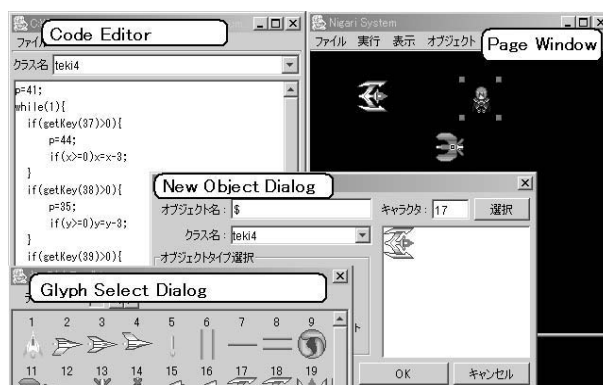 Code Editor
ファイル
クラス名 teki4
p=41;
while(1){
if(getKey(37)>0){
p=44;
if(x>=0)x=x-3;
}
if(getKey(38)>0){
p=35;
if(y>=0)y=y-3;
}
if(getKey(39)>0){
Nigari System
ファイル 実行 表示 オブジェクト
Page Window
New Object Dialog
オブジェクト名: $
キャラクタ: 17 選択
クラス名: teki4
オブジェクトタイプ選択
OK キャンセル
Glyph Select Dialog
1 2 3 4 5 6 7 8 9
11 12 13 14 15 16 17 18 19